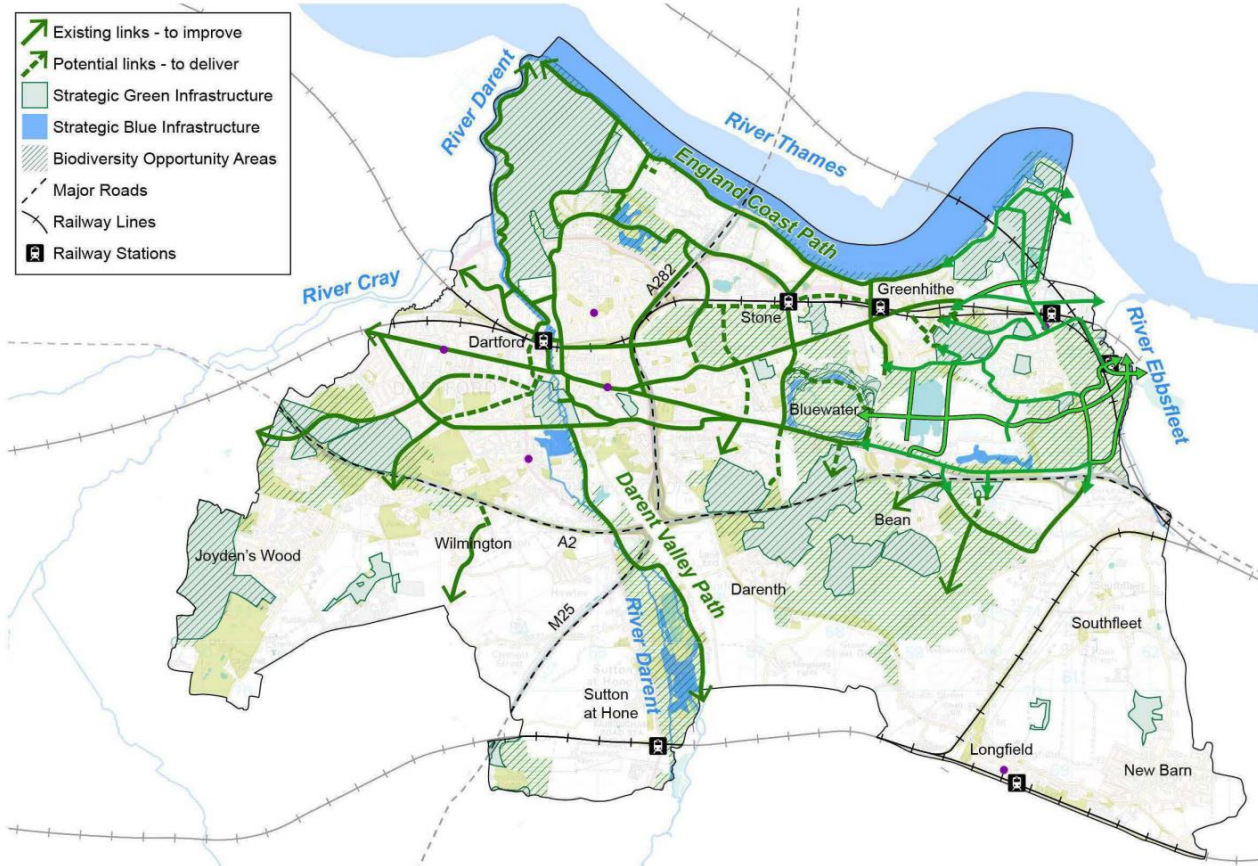 Existing links - to improve
Potential links - to deliver
Strategic Green Infrastructure
Strategic Blue Infrastructure
Biodiversity Opportunity Areas
Major Roads
Railway Lines
Railway Stations
River Darent
River Thames
England Coast Path
River Cray
A282
Greenhithe
Stone
Dartford
River Ebbsfleet
Bluewater
Darent Valley Path
Bean
Joyden's Wood
Wilmington
A2
Darenth
M25
River Darent
Southfleet
Sutton
at Hone
Longfield
New Barn